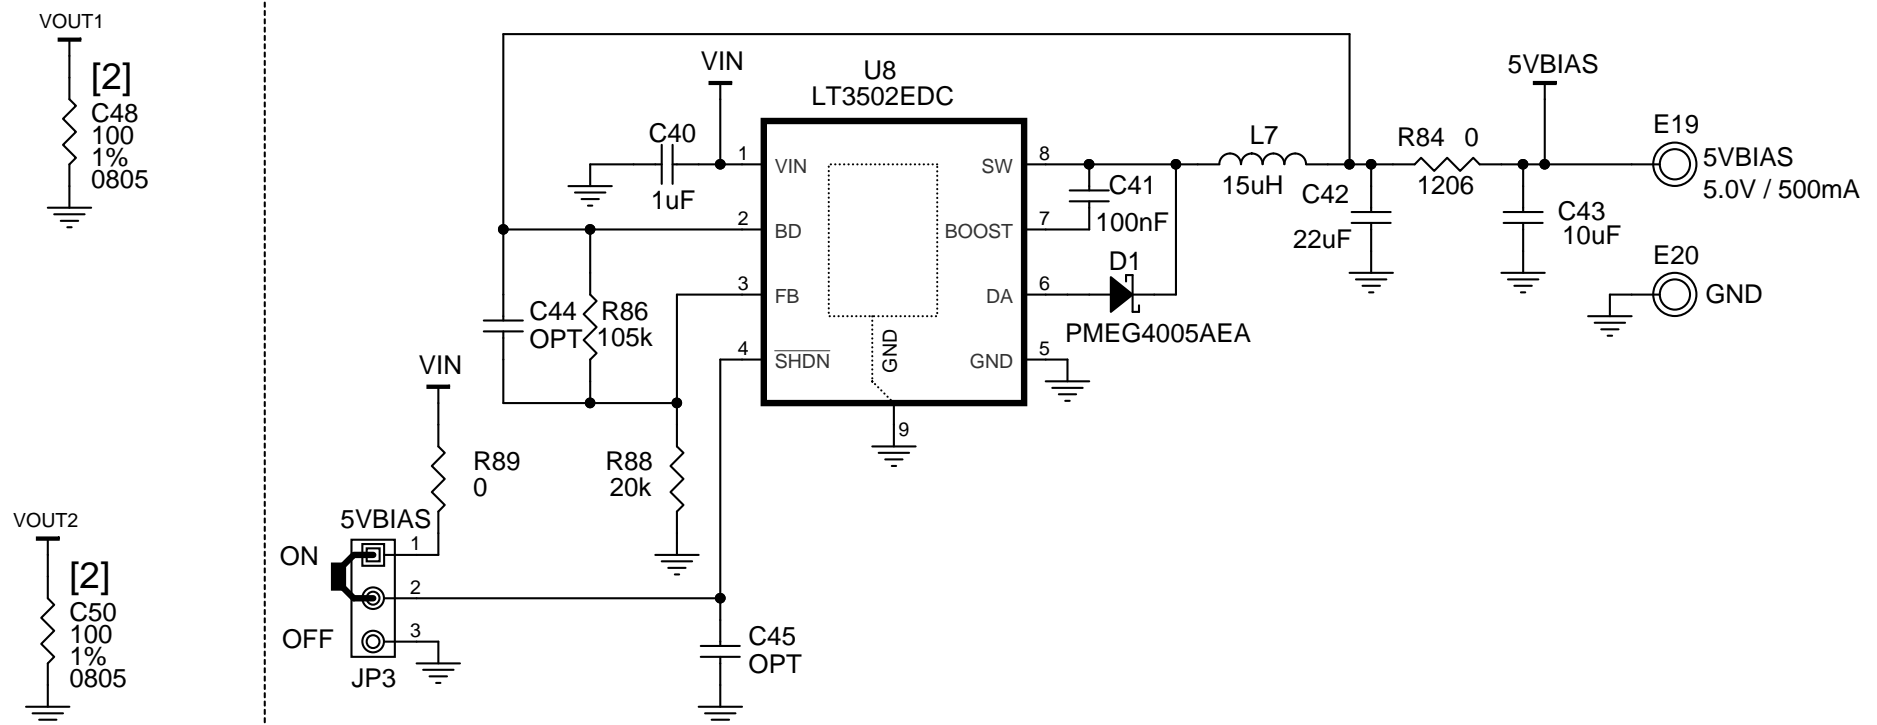 VOUT1
[2]
C48
100
1%
0805
VOUT2
[2]
C50
100
1%
0805
VIN
C40
1uF
U8
LT3502EDC
1
VIN
2
BD
3
FB
4
SHDN
GND
9
SW
8
BOOST
7
DA
6
GND
5
C41
100nF
D1
PMEG4005AEA
L7
15uH
C42
22uF
R84 0
1206
5VBIAS
C43
10uF
E19
5VBIAS
5.0V / 500mA
E20
GND
C44
OPT
R86
105k
VIN
R89
0
R88
20k
5VBIAS
ON
1
2
OFF
3
JP3
C45
OPT